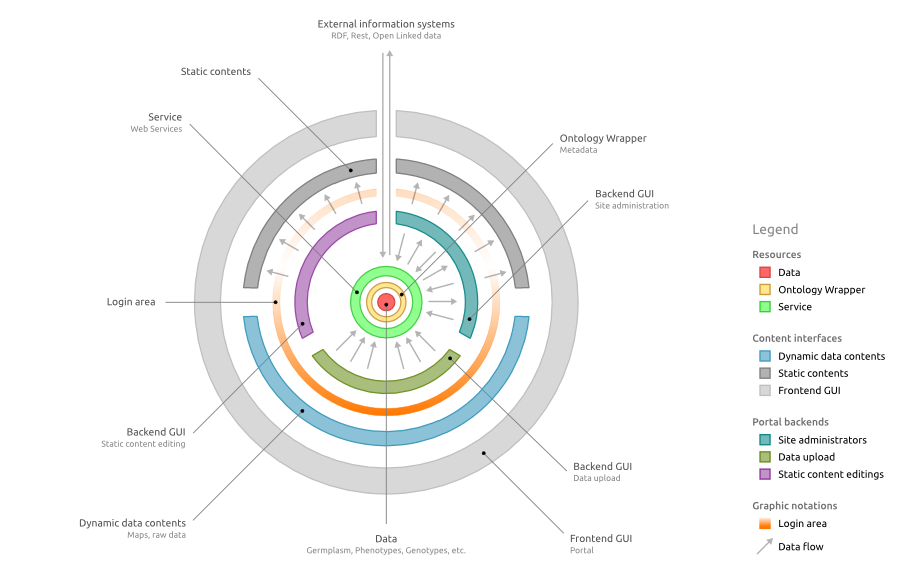 External information systems
RDF, Rest, Open Linked data
Static contents
Service
Web Services
Ontology Wrapper
Metadata
Backend GUI
Site administration
Login area
Backend GUI
Static content editing
Backend GUI
Data upload
Dynamic data contents
Maps, raw data
Data
Germplasm, Phenotypes, Genotypes, etc.
Frontend GUI
Portal
Legend
Resources
Data
Ontology Wrapper
Service
Content interfaces
Dynamic data contents
Static contents
Frontend GUI
Portal backends
Site administrators
Data upload
Static content editings
Graphic notations
Login area
Data flow